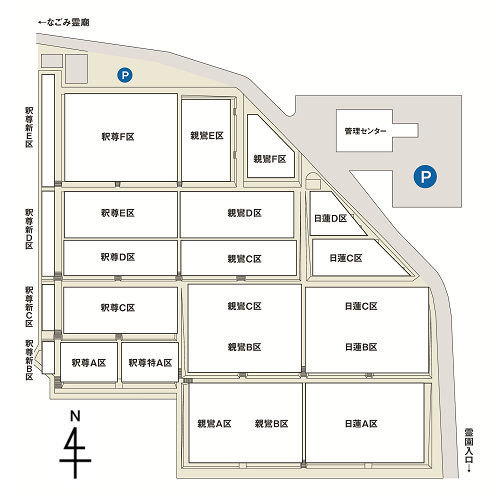 ←なごみ霊廟
P
釈尊新E区
釈尊F区
親鸞E区
親鸞F区
管理センター
P
釈尊新D区
釈尊E区
親鸞D区
日蓮D区
釈尊D区
親鸞C区
日蓮C区
釈尊新C区
釈尊C区
親鸞C区
日蓮C区
釈尊新B区
親鸞B区
日蓮B区
釈尊A区
釈尊特A区
N
親鸞A区
親鸞B区
日蓮A区
霊園入口→